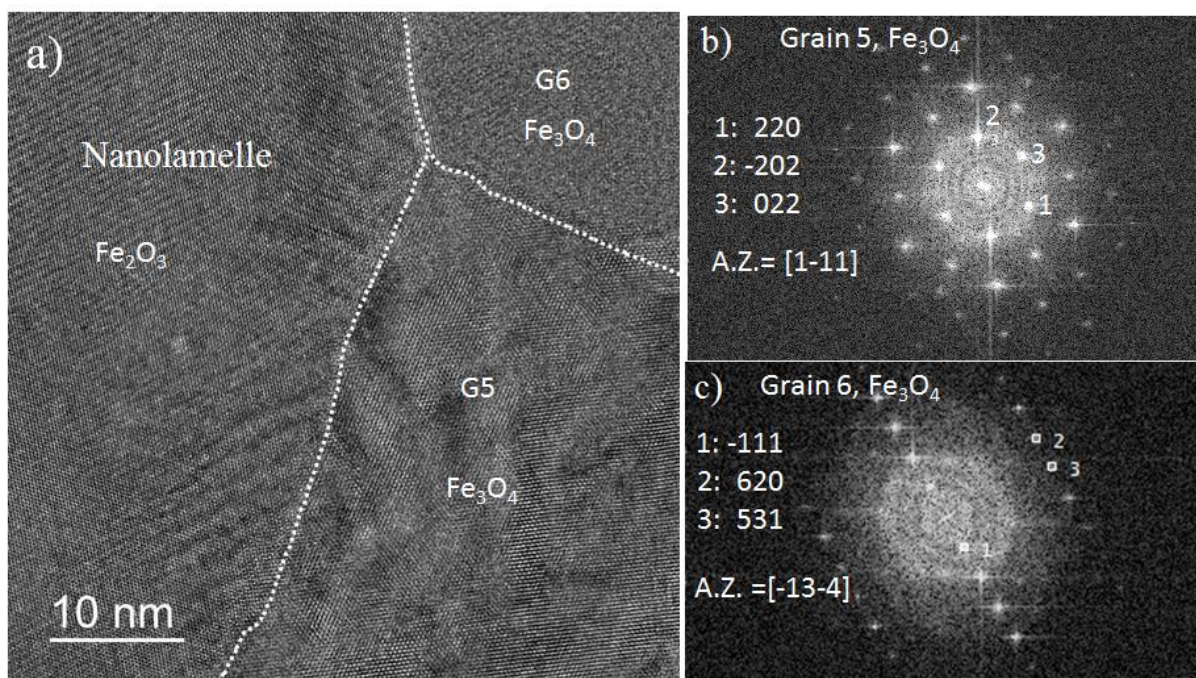 a)
G6
Fe₃O₄
Nanolamelle
Fe₂O₃
G5
Fe₃O₄
10 nm
b) Grain 5, Fe₃O₄
1: 220
2: -202
3: 022
A.Z.= [1-11]
2
3
1
c) Grain 6, Fe₃O₄
1: -111
2: 620
3: 531
A.Z. =[-13-4]
2
3
1